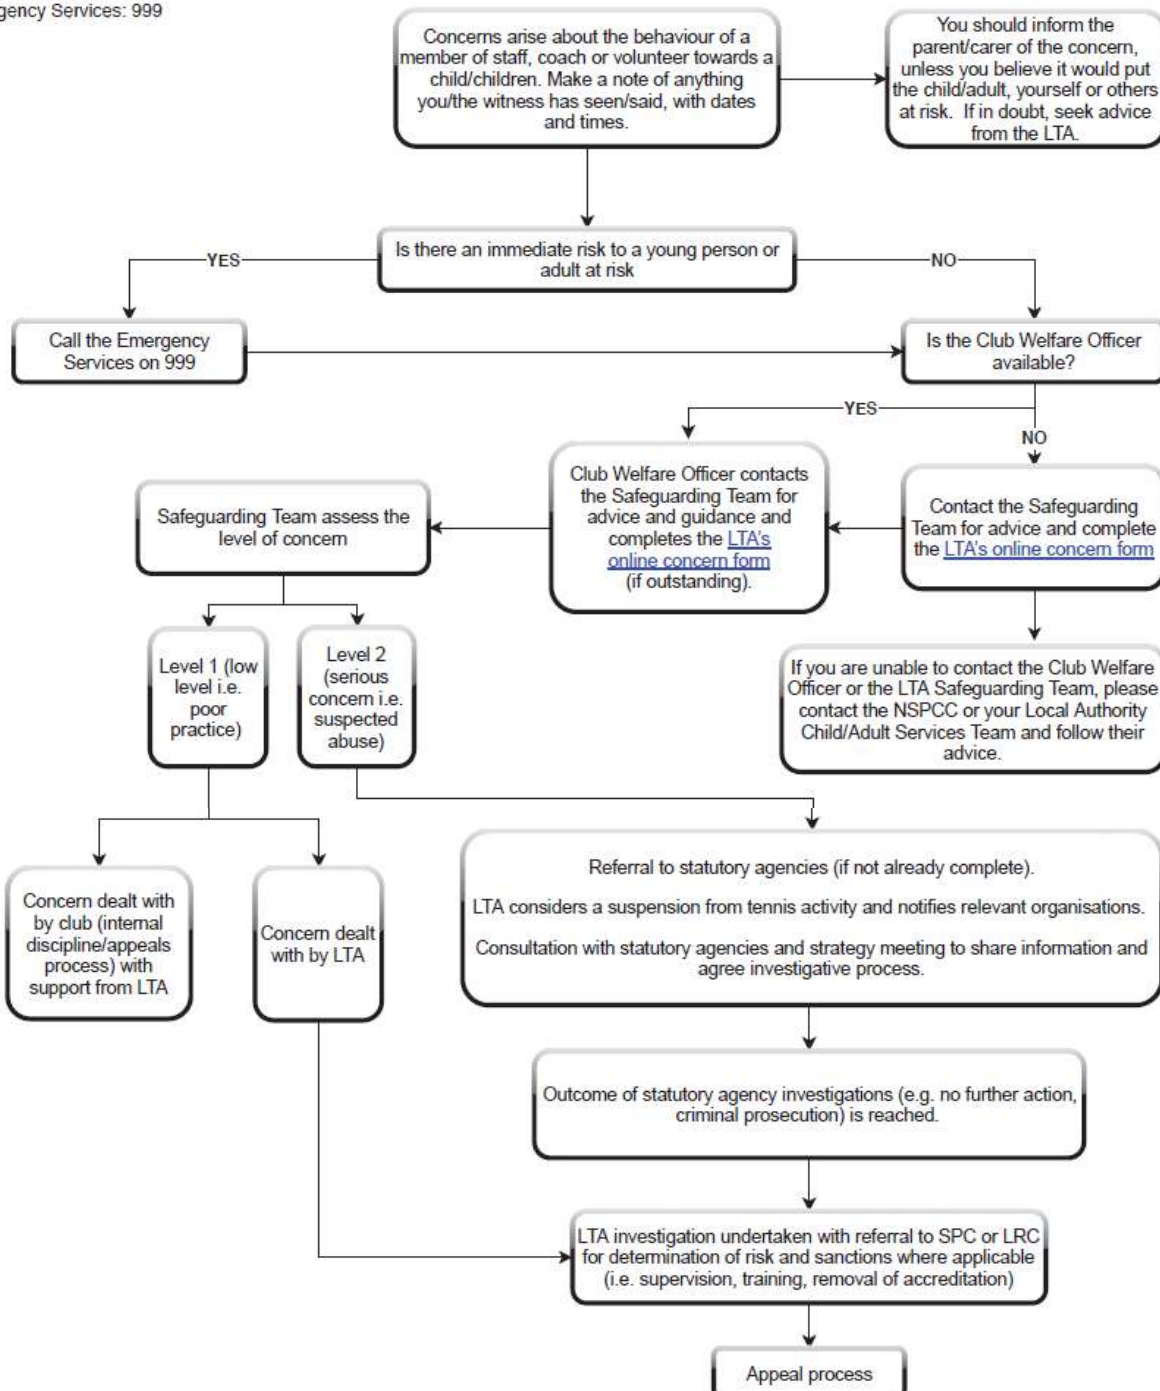 gency Services: 999
Concerns arise about the behaviour of a
member of staff, coach or volunteer towards a
child/children. Make a note of anything
you/the witness has seen/said, with dates
and times.
You should inform the
parent/carer of the concern,
unless you believe it would put
the child/adult, yourself or others
at risk. If in doubt, seek advice
from the LTA.
Is there an immediate risk to a young person or
adult at risk
YES
NO
Call the Emergency
Services on 999
Is the Club Welfare Officer
available?
YES
NO
Club Welfare Officer contacts
the Safeguarding Team for
advice and guidance and
completes the LTA's
online concern form
(if outstanding).
Contact the Safeguarding
Team for advice and complete
the LTA's online concern form
Safeguarding Team assess the
level of concern
Level 1 (low
level i.e.
poor
practice)
Level 2
(serious
concern i.e.
suspected
abuse)
If you are unable to contact the Club Welfare
Officer or the LTA Safeguarding Team, please
contact the NSPCC or your Local Authority
Child/Adult Services Team and follow their
advice.
Concern dealt with
by club (internal
discipline/appeals
process) with
support from LTA
Concern dealt
with by LTA
Referral to statutory agencies (if not already complete).
LTA considers a suspension from tennis activity and notifies relevant organisations.
Consultation with statutory agencies and strategy meeting to share information and
agree investigative process.
Outcome of statutory agency investigations (e.g. no further action,
criminal prosecution) is reached.
LTA investigation undertaken with referral to SPC or LRC
for determination of risk and sanctions where applicable
(i.e. supervision, training, removal of accreditation)
Appeal process